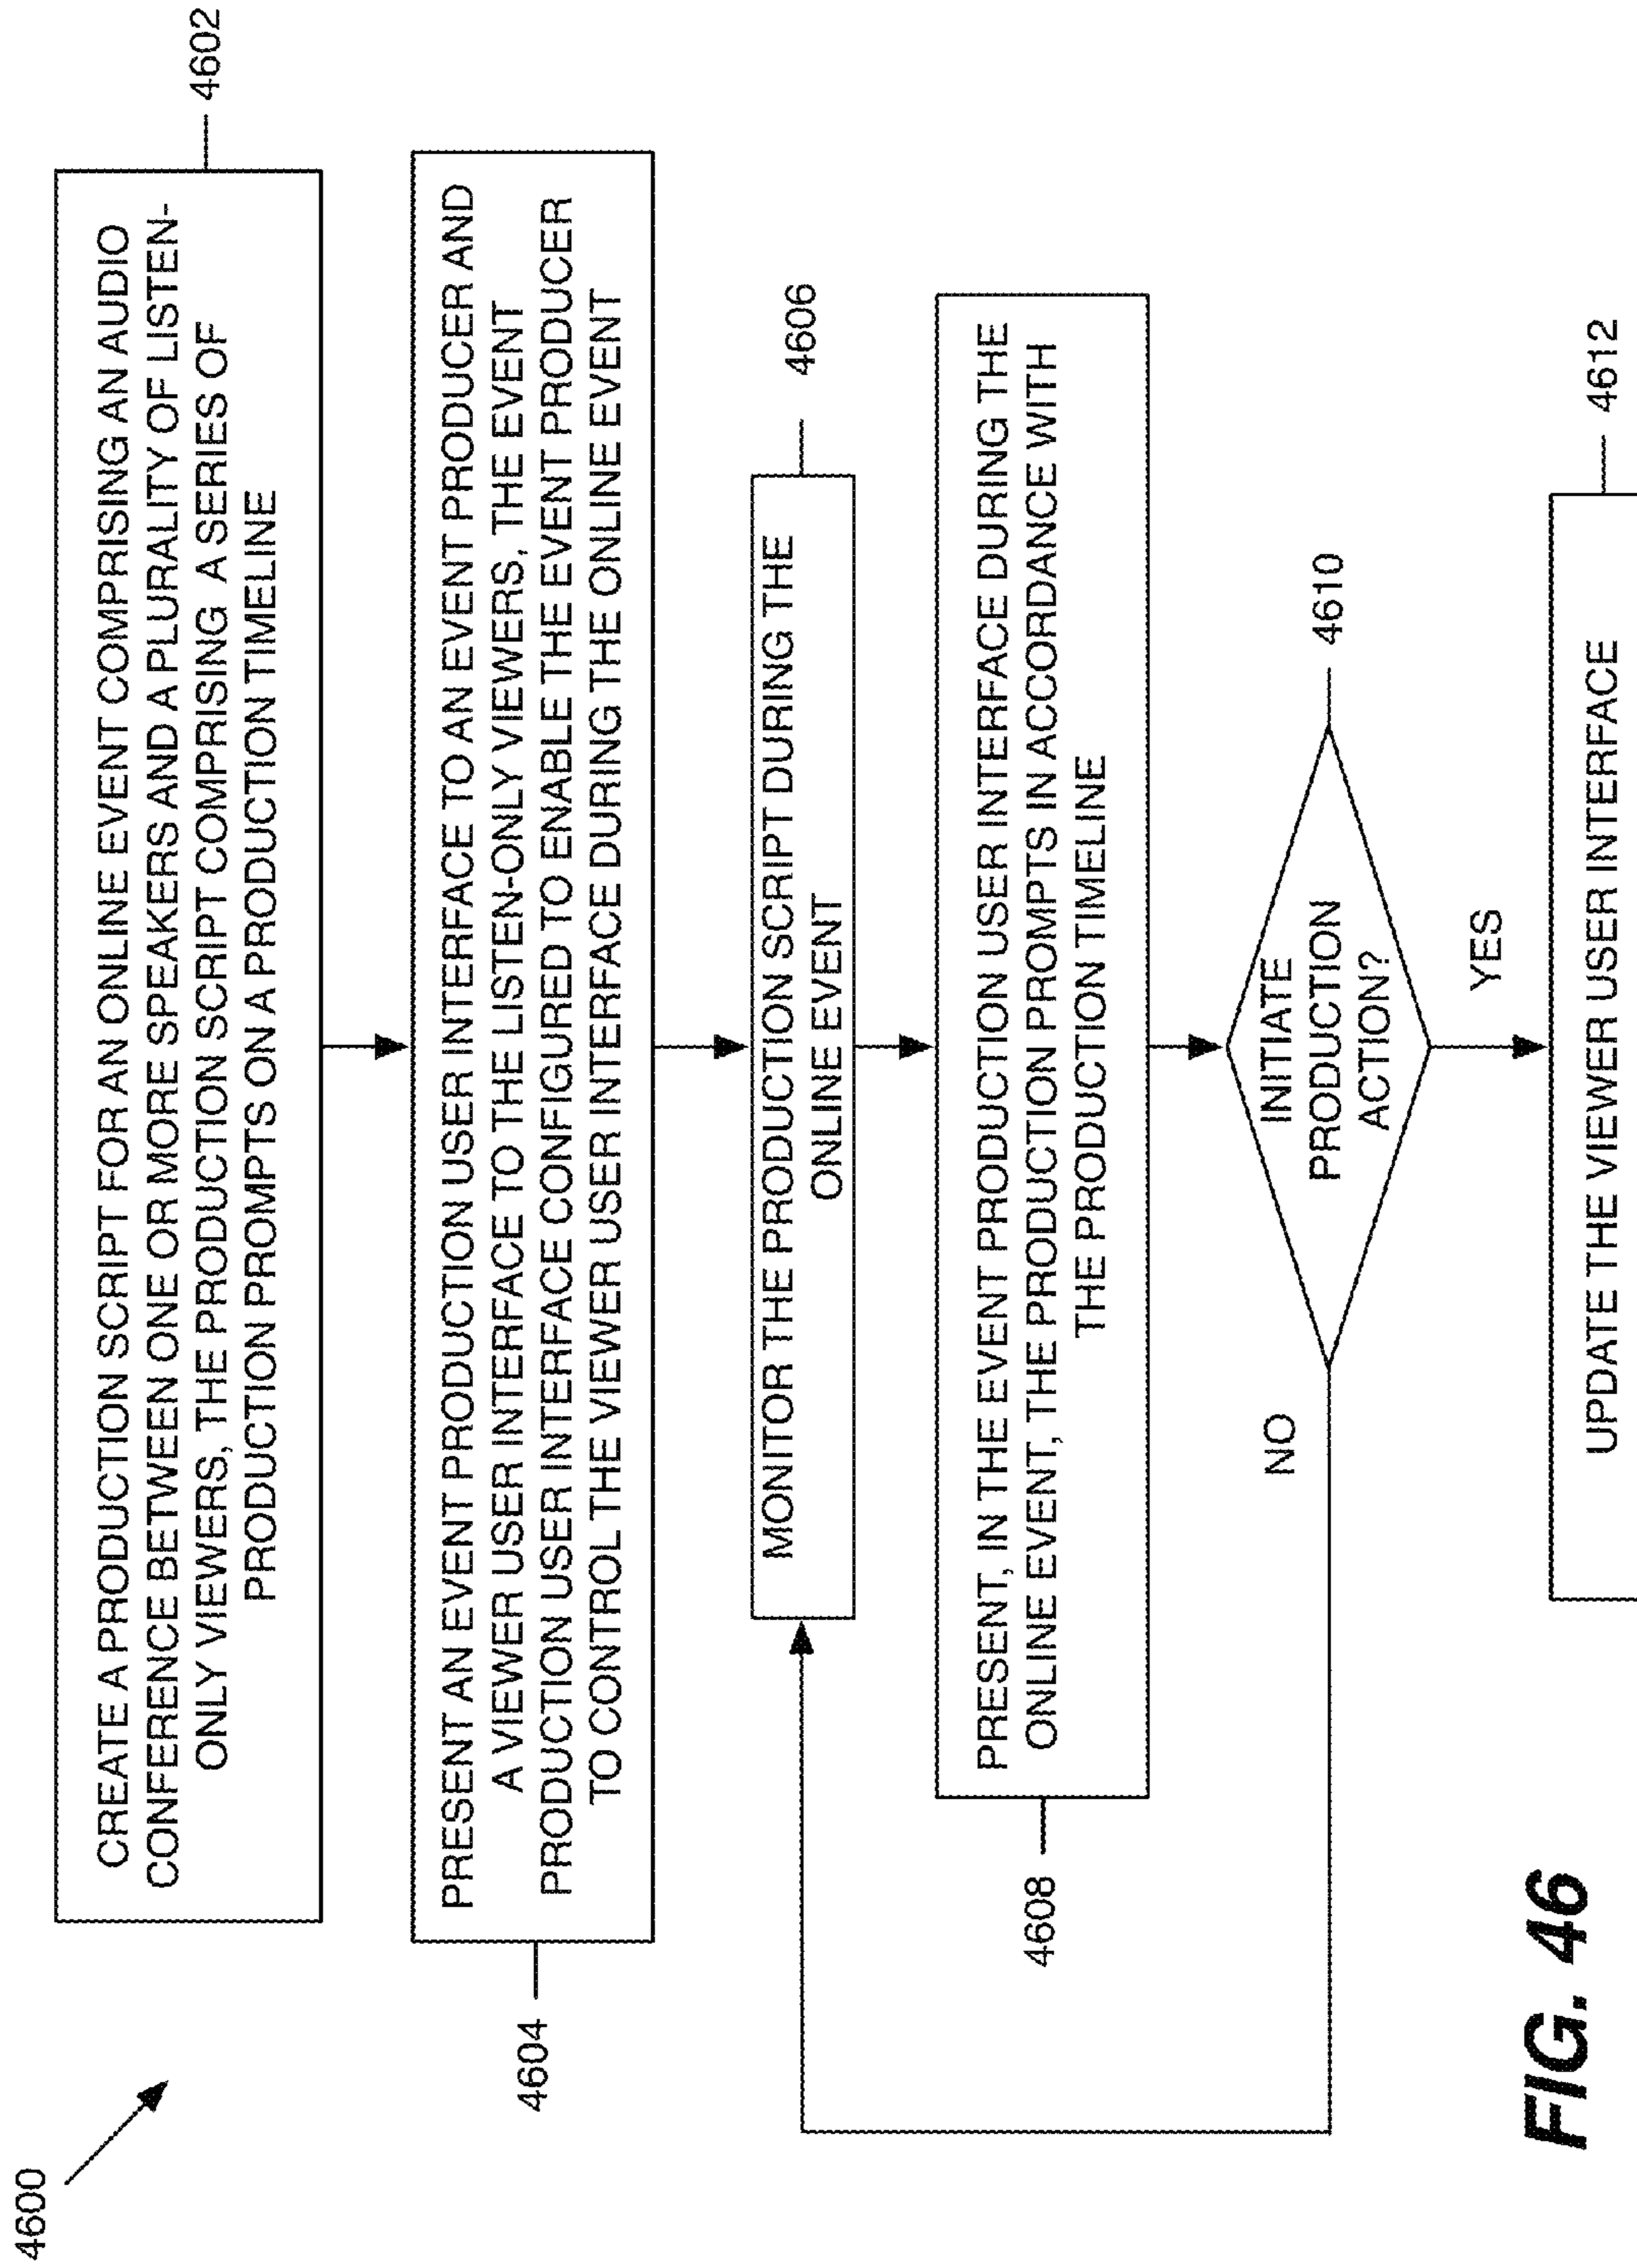 4600
CREATE A PRODUCTION SCRIPT FOR AN ONLINE EVENT COMPRISING AN AUDIO
CONFERENCE BETWEEN ONE OR MORE SPEAKERS AND A PLURALITY OF LISTEN-
ONLY VIEWERS, THE PRODUCTION SCRIPT COMPRISING A SERIES OF
PRODUCTION PROMPTS ON A PRODUCTION TIMELINE
4602
PRESENT AN EVENT PRODUCTION USER INTERFACE TO AN EVENT PRODUCER AND
A VIEWER USER INTERFACE TO THE LISTEN-ONLY VIEWERS, THE EVENT
PRODUCTION USER INTERFACE CONFIGURED TO ENABLE THE EVENT PRODUCER
TO CONTROL THE VIEWER USER INTERFACE DURING THE ONLINE EVENT
4604
MONITOR THE PRODUCTION SCRIPT DURING THE
ONLINE EVENT
4606
PRESENT, IN THE EVENT PRODUCTION USER INTERFACE DURING THE
ONLINE EVENT, THE PRODUCTION PROMPTS IN ACCORDANCE WITH
THE PRODUCTION TIMELINE
4608
INITIATE
PRODUCTION
ACTION?
4610
NO
YES
UPDATE THE VIEWER USER INTERFACE
4612
FIG. 46